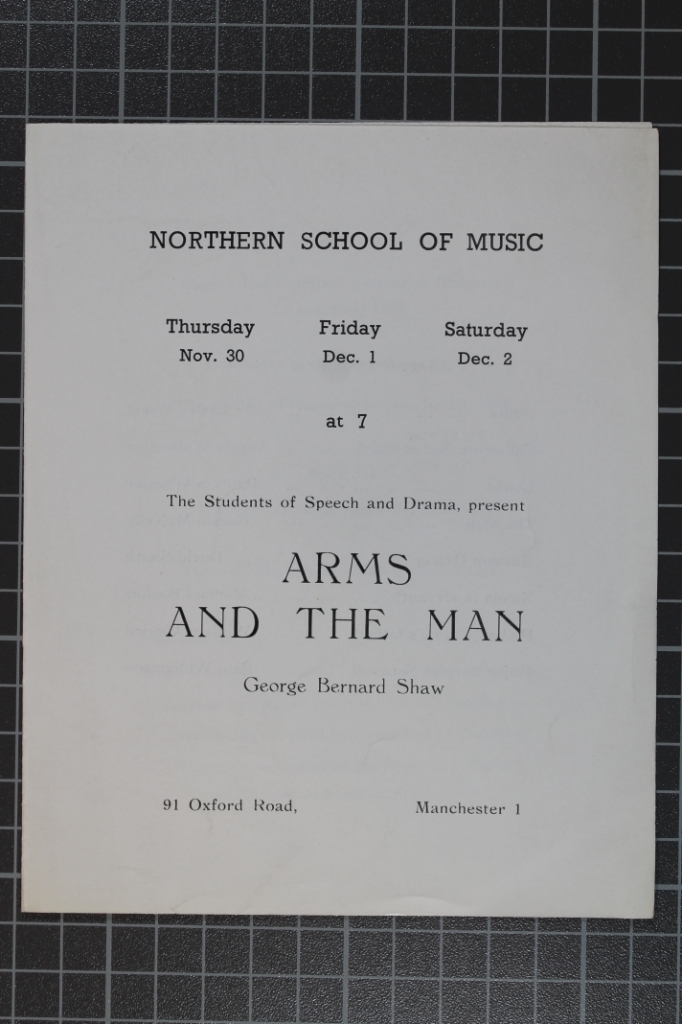 NORTHERN SCHOOL OF MUSIC
Thursday Friday Saturday
Nov. 30 Dec. 1 Dec. 2
at 7
The Students of Speech and Drama, present
ARMS
AND THE MAN
George Bernard Shaw
91 Oxford Road, Manchester 1